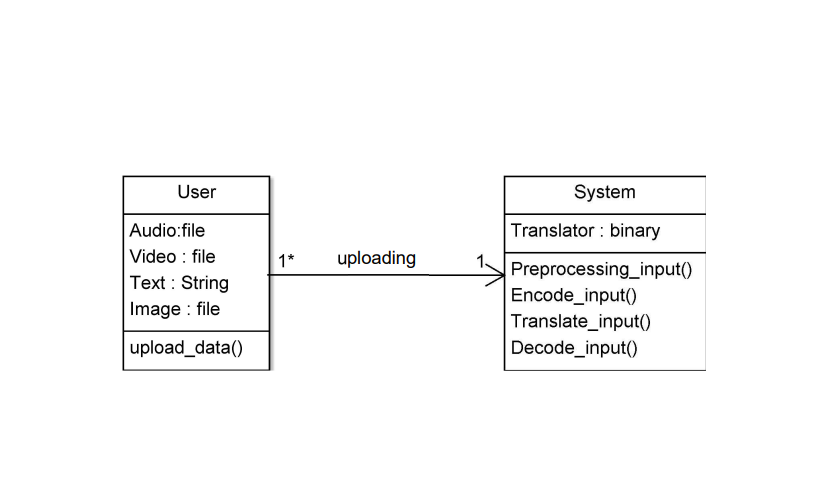 User
Audio:file
Video : file
Text : String
Image : file
upload_data()
1*
uploading
1
System
Translator : binary
Preprocessing_input()
Encode_input()
Translate_input()
Decode_input()